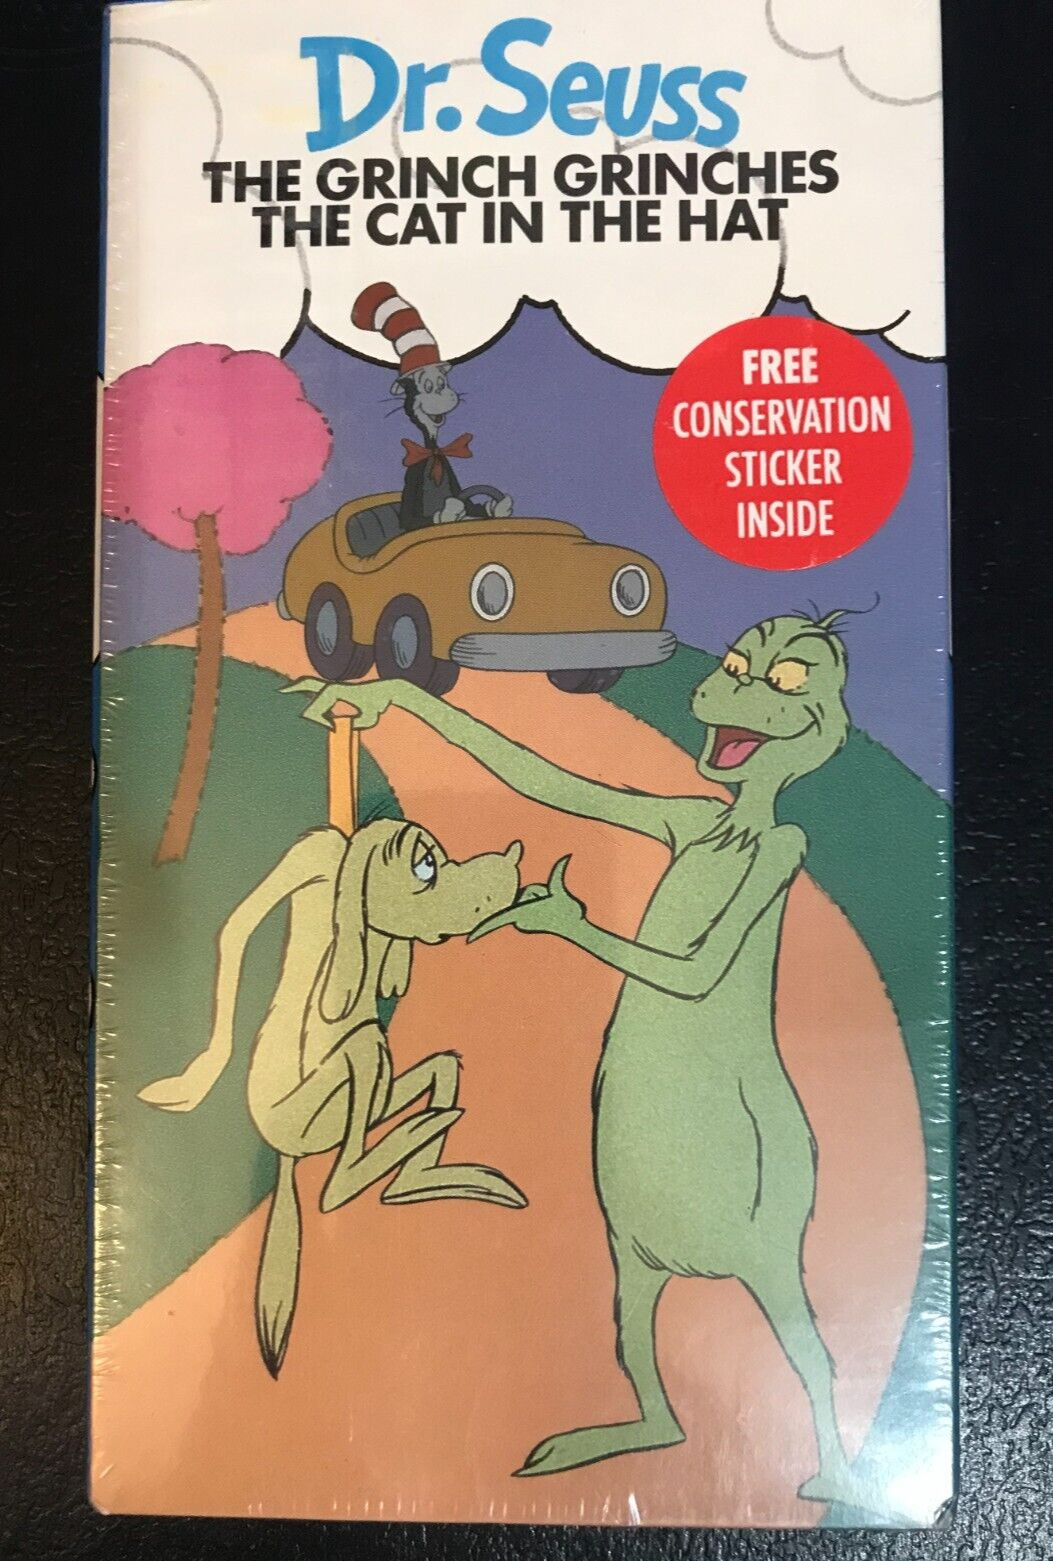 Dr. Seuss
THE GRINCH GRINCHES
THE CAT IN THE HAT
FREE
CONSERVATION
STICKER
INSIDE